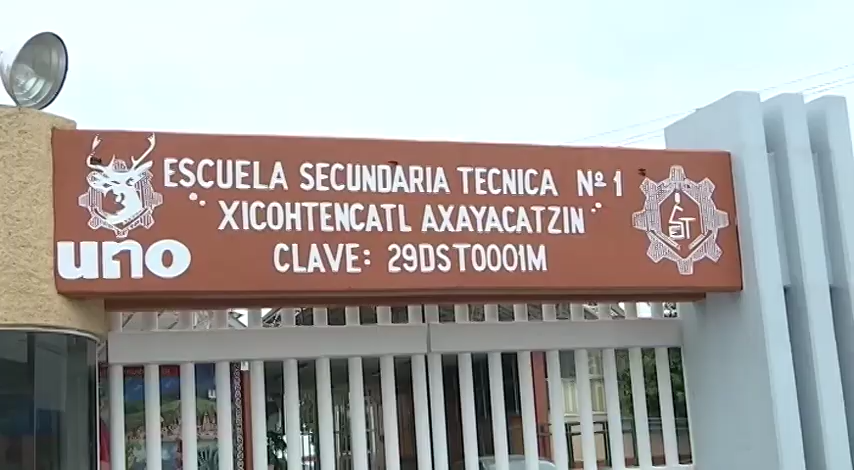 ESCUELA SECUNDARIA TECNICA Nº 1
"XICOHTENCATL AXAYACATZIN"
uno CLAVE: 29DST0001M